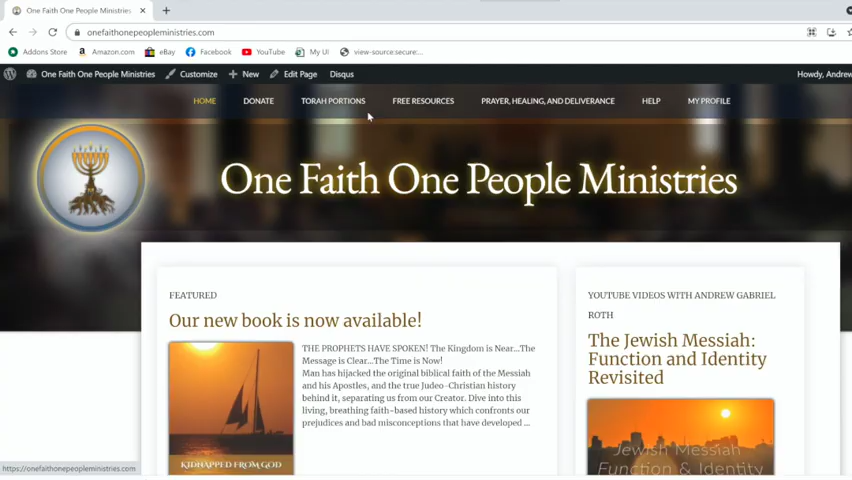 One Faith One People Ministries
onefaithonepeopleministries.com
Addons Store Amazon.com eBay Facebook YouTube My UI view-source:secure:...
One Faith One People Ministries Customize New Edit Page Disqus Howdy, Andrew
HOME DONATE TORAH PORTIONS FREE RESOURCES PRAYER, HEALING, AND DELIVERANCE HELP MY PROFILE
One Faith One People Ministries
FEATURED
Our new book is now available!
THE PROPHETS HAVE SPOKEN! The Kingdom is Near...The
Message is Clear...The Time is Now!
Man has hijacked the original biblical faith of the Messiah
and his Apostles, and the true Judeo-Christian history
behind it, separating us from our Creator. Dive into this
living, breathing faith-based history which confronts our
prejudices and bad misconceptions that have developed ...
KIDNAPPED FROM GOD
YOUTUBE VIDEOS WITH ANDREW GABRIEL
ROTH
The Jewish Messiah:
Function and Identity
Revisited
Jewish Messiah
Function & Identity
https://onefaithonepeopleministries.com